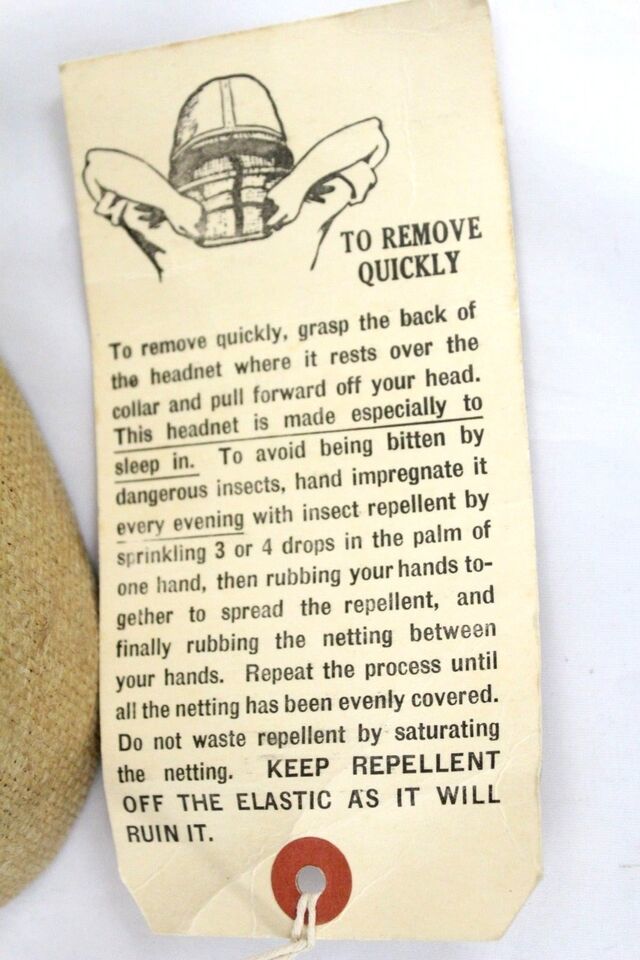 TO REMOVE
QUICKLY
To remove quickly, grasp the back of
the headnet where it rests over the
collar and pull forward off your head.
This headnet is made especially to
sleep in. To avoid being bitten by
dangerous insects, hand impregnate it
every evening with insect repellent by
sprinkling 3 or 4 drops in the palm of
one hand, then rubbing your hands to-
gether to spread the repellent, and
finally rubbing the netting between
your hands. Repeat the process until
all the netting has been evenly covered.
Do not waste repellent by saturating
the netting. KEEP REPELLENT
OFF THE ELASTIC AS IT WILL
RUIN IT.